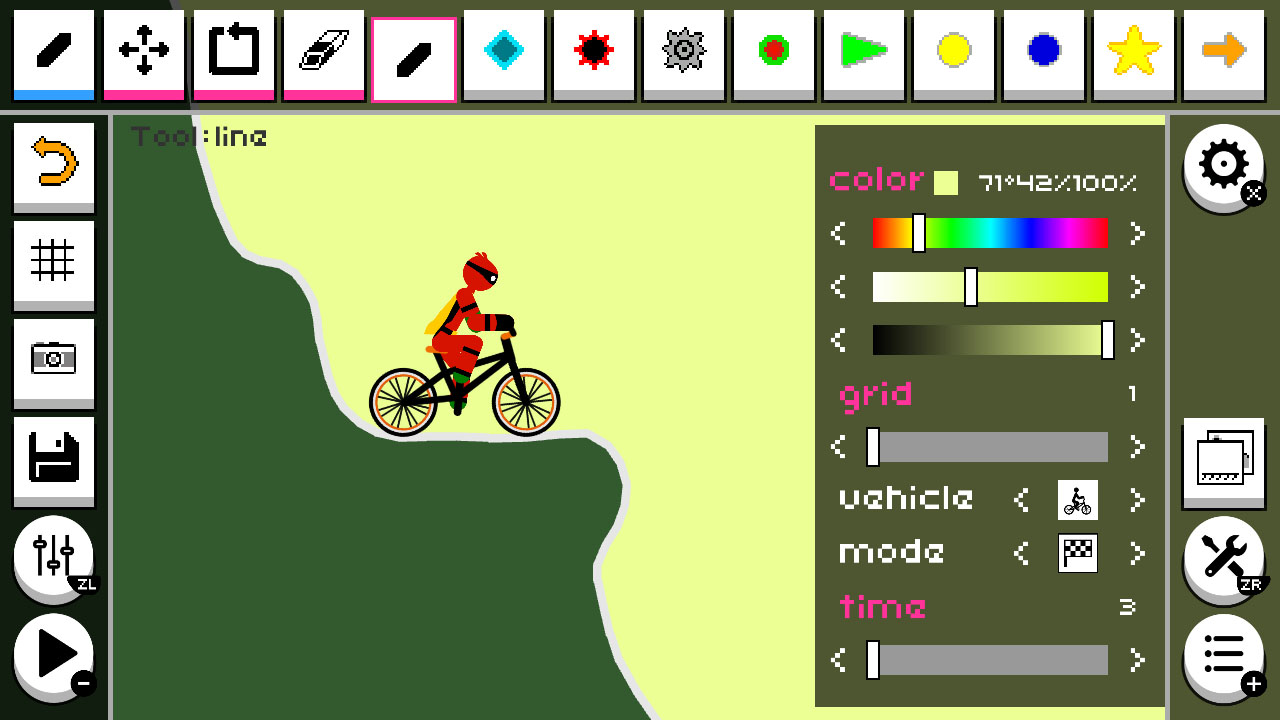 Tool:line
color 71°42%100%
grid 1
vehicle
mode
time 3
ZL
ZR
X
-
+